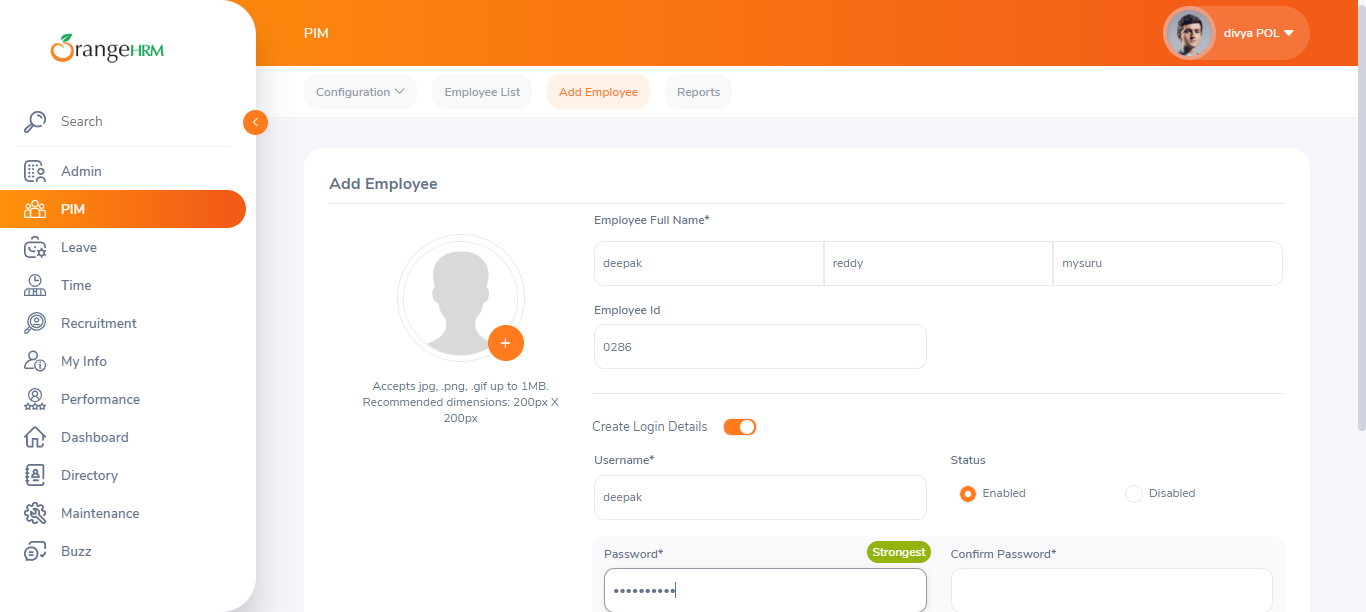 OrangeHRM
PIM
divya POL
Configuration
Employee List
Add Employee
Reports
Search
Admin
PIM
Leave
Time
Recruitment
My Info
Performance
Dashboard
Directory
Maintenance
Buzz
Add Employee
Employee Full Name*
deepak reddy mysuru
Employee Id
0286
Accepts jpg, .png, .gif up to 1MB.
Recommended dimensions: 200px X
200px
Create Login Details
Username* Status
deepak Enabled Disabled
Password* Strongest Confirm Password*
••••••••••